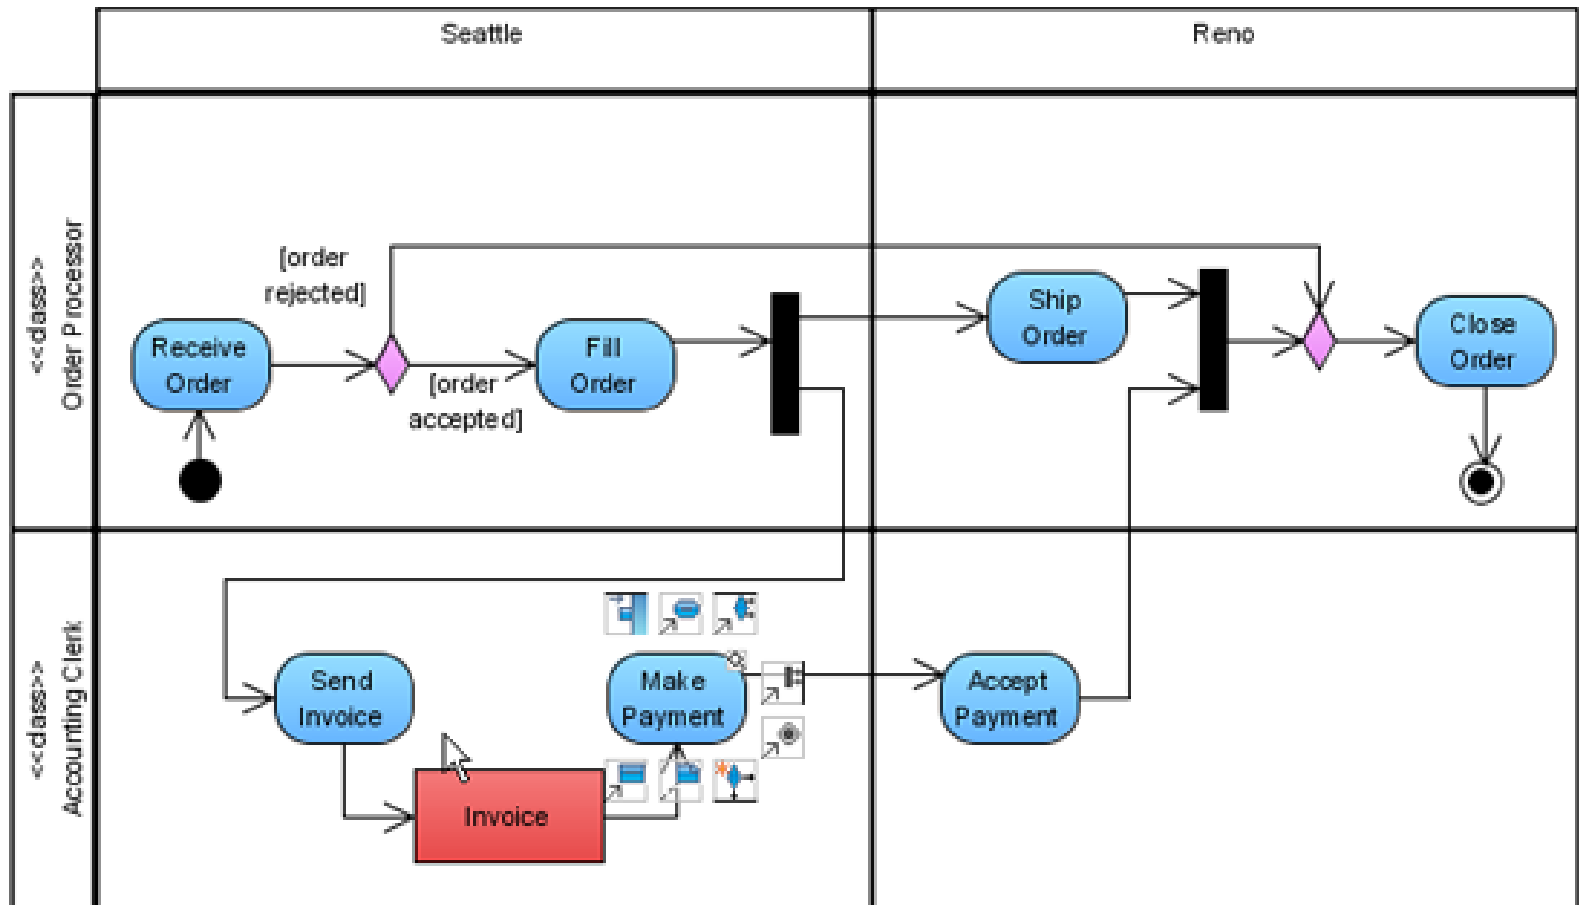 Seattle
Reno
<<class>>
Order Processor
[order
rejected]
Receive
Order
[order
accepted]
Fill
Order
Ship
Order
Close
Order
<<class>>
Accounting Clerk
Send
Invoice
Make
Payment
Accept
Payment
Invoice